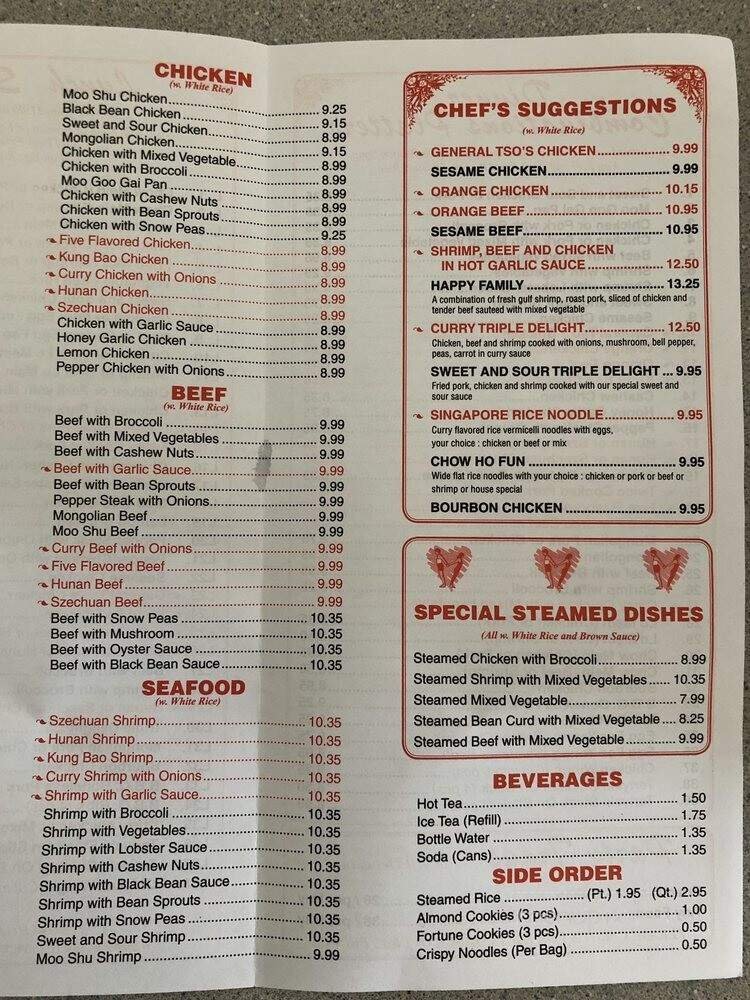 CHICKEN
(w. White Rice)
Moo Shu Chicken 9.25
Black Bean Chicken 9.15
Sweet and Sour Chicken 8.99
Mongolian Chicken 9.15
Chicken with Mixed Vegetable 8.99
Chicken with Broccoli 8.99
Moo Goo Gai Pan 8.99
Chicken with Cashew Nuts 8.99
Chicken with Bean Sprouts 8.99
Chicken with Snow Peas 9.25
Five Flavored Chicken 8.99
Kung Bao Chicken 8.99
Curry Chicken with Onions 8.99
Hunan Chicken 8.99
Szechuan Chicken 8.99
Chicken with Garlic Sauce 8.99
Honey Garlic Chicken 8.99
Lemon Chicken 8.99
Pepper Chicken with Onions 8.99
BEEF
(w. White Rice)
Beef with Broccoli 9.99
Beef with Mixed Vegetables 9.99
Beef with Cashew Nuts 9.99
Beef with Garlic Sauce 9.99
Beef with Bean Sprouts 9.99
Pepper Steak with Onions 9.99
Mongolian Beef 9.99
Moo Shu Beef 9.99
Curry Beef with Onions 9.99
Five Flavored Beef 9.99
Hunan Beef 9.99
Szechuan Beef 9.99
Beef with Snow Peas 10.35
Beef with Mushroom 10.35
Beef with Oyster Sauce 10.35
Beef with Black Bean Sauce 10.35
SEAFOOD
(w. White Rice)
Szechuan Shrimp 10.35
Hunan Shrimp 10.35
Kung Bao Shrimp 10.35
Curry Shrimp with Onions 10.35
Shrimp with Garlic Sauce 10.35
Shrimp with Broccoli 10.35
Shrimp with Vegetables 10.35
Shrimp with Lobster Sauce 10.35
Shrimp with Cashew Nuts 10.35
Shrimp with Black Bean Sauce 10.35
Shrimp with Bean Sprouts 10.35
Shrimp with Snow Peas 10.35
Sweet and Sour Shrimp 10.35
Moo Shu Shrimp 9.99
CHEF'S SUGGESTIONS
(w. White Rice)
GENERAL TSO'S CHICKEN 9.99
SESAME CHICKEN 9.99
ORANGE CHICKEN 10.15
ORANGE BEEF 10.95
SESAME BEEF 10.95
SHRIMP, BEEF AND CHICKEN
IN HOT GARLIC SAUCE 12.50
HAPPY FAMILY 13.25
A combination of fresh gulf shrimp, roast pork, sliced of chicken and
tender beef sauteed with mixed vegetable
CURRY TRIPLE DELIGHT 12.50
Chicken, beef and shrimp cooked with onions, mushroom, bell pepper,
peas, carrot in curry sauce
SWEET AND SOUR TRIPLE DELIGHT ... 9.95
Fried pork, chicken and shrimp cooked with our special sweet and
sour sauce
SINGAPORE RICE NOODLE 9.95
Curry flavored rice vermicelli noodles with eggs,
your choice : chicken or beef or mix
CHOW HO FUN 9.95
Wide flat rice noodles with your choice : chicken or pork or beef or
shrimp or house special
BOURBON CHICKEN 9.95
SPECIAL STEAMED DISHES
(All w. White Rice and Brown Sauce)
Steamed Chicken with Broccoli 8.99
Steamed Shrimp with Mixed Vegetables 10.35
Steamed Mixed Vegetable 7.99
Steamed Bean Curd with Mixed Vegetable 8.25
Steamed Beef with Mixed Vegetable 9.99
BEVERAGES
Hot Tea 1.50
Ice Tea (Refill) 1.75
Bottle Water 1.35
Soda (Cans) 1.35
SIDE ORDER
Steamed Rice (Pt.) 1.95 (Qt.) 2.95
Almond Cookies (3 pcs) 1.00
Fortune Cookies (3 pcs) 0.50
Crispy Noodles (Per Bag) 0.50